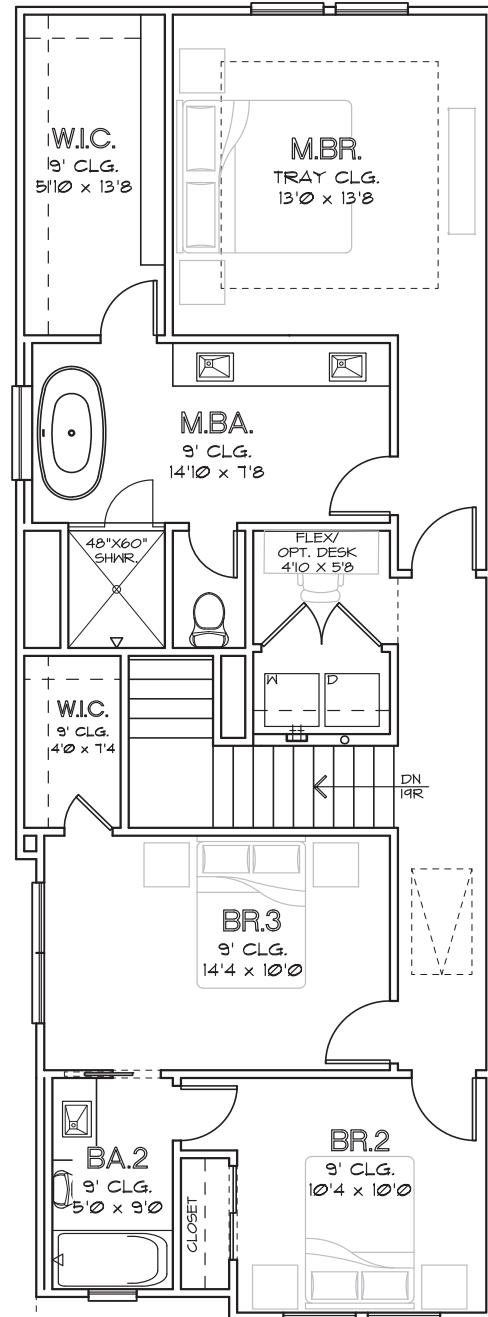 W.I.C.
9' CLG.
5'10 x 13'8
M.BR.
TRAY CLG.
13'0 x 13'8
M.BA.
9' CLG.
14'10 x 7'8
48"X60"
SHWR.
FLEX/
OPT. DESK
4'10 X 5'8
W D
W.I.C.
9' CLG.
4'0 x 7'4
DN
19R
BR.3
9' CLG.
14'4 x 10'0
BA.2
9' CLG.
5'0 x 9'0
CLOSET
BR.2
9' CLG.
10'4 x 10'0